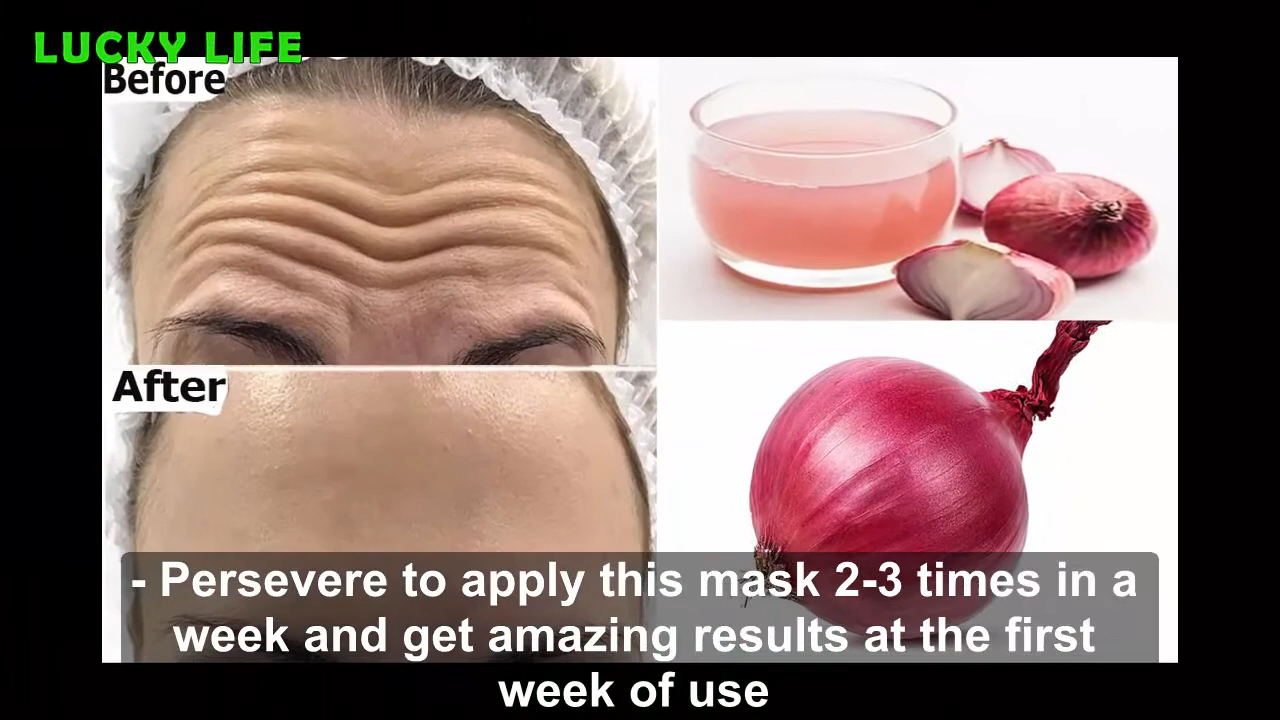 LUCKY LIFE
Before
After
- Persevere to apply this mask 2-3 times in a
week and get amazing results at the first
week of use